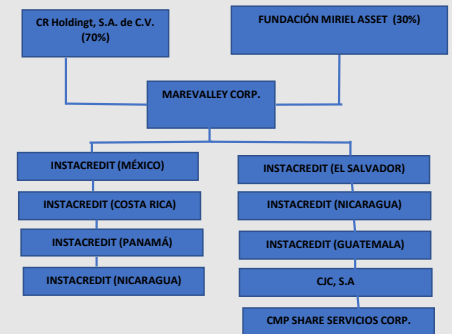 CR Holdingt, S.A. de C.V.
(70%)
FUNDACIÓN MIRIEL ASSET (30%)
MAREVALLEY CORP.
INSTACREDIT (MÉXICO)
INSTACREDIT (COSTA RICA)
INSTACREDIT (PANAMÁ)
INSTACREDIT (NICARAGUA)
INSTACREDIT (EL SALVADOR)
INSTACREDIT (NICARAGUA)
INSTACREDIT (GUATEMALA)
CJC, S.A
CMP SHARE SERVICIOS CORP.